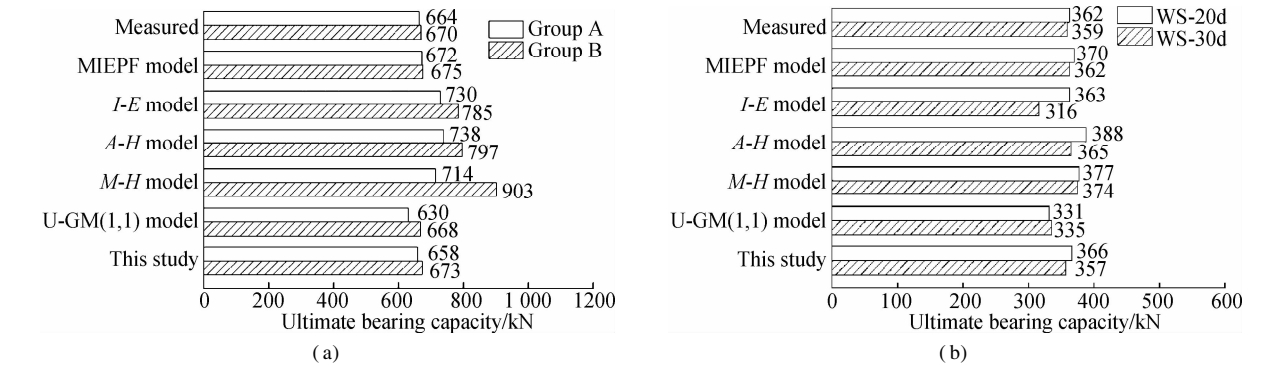 Measured
664
670
MIEPF model
672
675
I-E model
730
785
A-H model
738
797
M-H model
714
903
U-GM(1,1) model
630
668
This study
658
673
Group A
Group B
0 200 400 600 800 1 000 1200
Ultimate bearing capacity/kN
(a)
Measured
362
359
MIEPF model
370
362
I-E model
363
316
A-H model
388
365
M-H model
377
374
U-GM(1,1) model
331
335
This study
366
357
WS-20d
WS-30d
0 100 200 300 400 500 600
Ultimate bearing capacity/kN
(b)